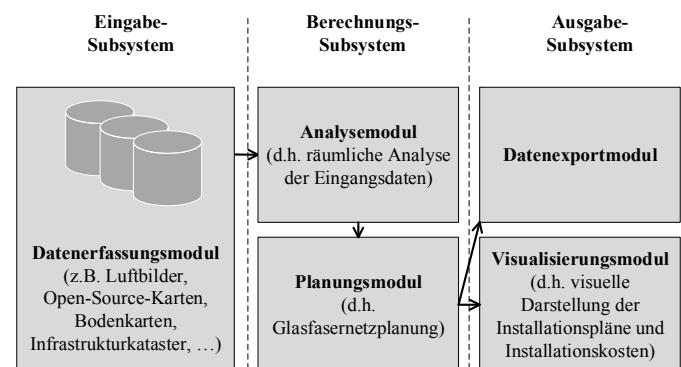 Eingabe-
Subsystem
Berechnungs-
Subsystem
Ausgabe-
Subsystem
Datenerfassungsmodul
(z.B. Luftbilder,
Open-Source-Karten,
Bodenkarten,
Infrastrukturkataster, …)
Analysemodul
(d.h. räumliche Analyse
der Eingangsdaten)
Planungsmodul
(d.h.
Glasfasernetzplanung)
Datenexportmodul
Visualisierungsmodul
(d.h. visuelle
Darstellung der
Installationspläne und
Installationskosten)